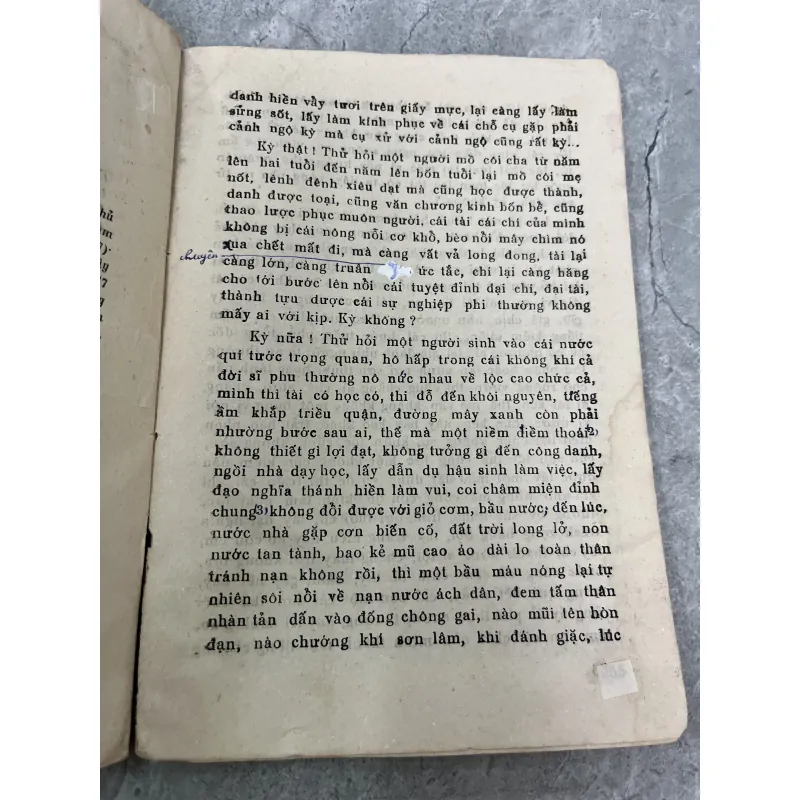 danh hiền vầy tươi trên giấy mực, lại càng lấy làm
sửng sốt, lấy làm kính phục về cái chỗ cụ gặp phải
cảnh ngộ kỳ mà cụ xử với cảnh ngộ cũng rất kỳ...
Kỳ thật! Thử hỏi một người mồ côi cha từ năm
lên hai tuổi đến năm lên bốn tuổi lại mồ côi mẹ
nốt, lênh đênh xiêu dạt mà cũng học được thành,
danh được toại, cũng văn chương kinh bốn bề, cũng
thao lược phục muôn người, cái tài cái chí của mình
không bị cái nông nỗi cơ khổ, bèo nổi mây chìm nó
xua chết mất đi, mà càng vất vả long đong, tài lại
chuyên
càng lớn, càng truân ức tắc, chí lại càng hăng
cho tới bước lên nổi cái tuyệt đỉnh đại chí, đại tài,
thành tựu được cái sự nghiệp phi thường không
mấy ai với kịp. Kỳ không?
Kỳ nữa! Thử hỏi một người sinh vào cái nước
quí tước trọng quan, hô hấp trong cái không khí cả
đời sĩ phu thường nô nức nhau về lộc cao chức cả,
mình thì tài có học có, thi đỗ đến khôi nguyên, tiếng
ầm khắp triều quận, đường mây xanh còn phải
nhường bước sau ai, thế mà một niềm điềm thoái(2)
không thiết gì lợi đạt, không tưởng gì đến công danh,
ngồi nhà dạy học, lấy dẫn dụ hậu sinh làm việc, lấy
đạo nghĩa thánh hiền làm vui, coi châm miện đỉnh
chung(3) không đổi được với giỏ cơm, bầu nước; đến lúc,
nước nhà gặp cơn biến cố, đất trời long lở, non
nước tan tành, bao kẻ mũ cao áo dài lo toàn thân
tránh nạn không rồi, thì một bầu máu nóng lại tự
nhiên sôi nổi về nạn nước ách dân, đem tấm thân
nhàn tản dấn vào đống chông gai, nào mũi tên hòn
đạn, nào chướng khí sơn lâm, khi đánh giặc, lúc